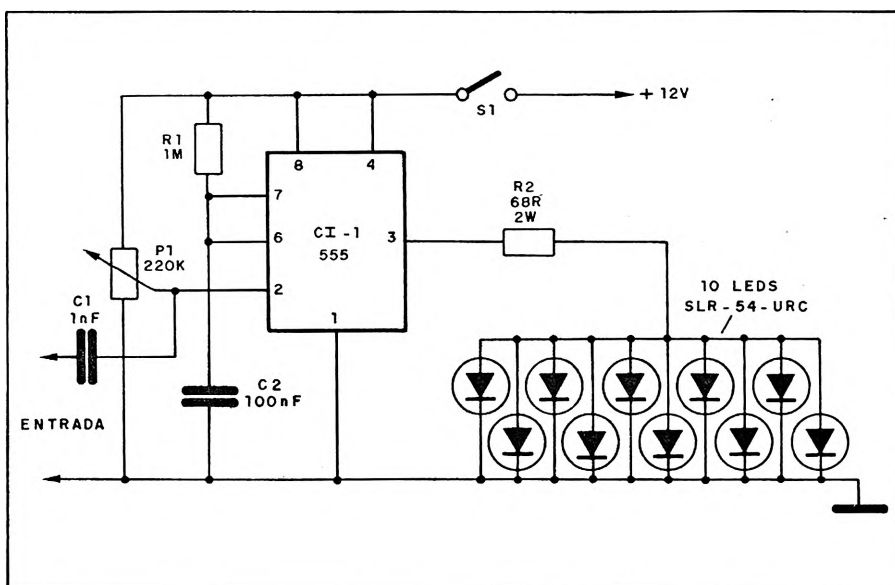 + 12V
S1
R1
1M
8
4
7
6
2
3
1
CI-1
555
R2
68R
2W
P1
220K
C1
1nF
C2
100nF
10 LEDS
SLR-54-URC
ENTRADA